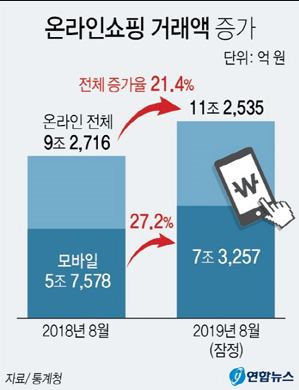 온라인쇼핑 거래액 증가
단위: 억 원
전체 증가율 21.4%
11조 2,535
온라인 전체
9조 2,716
₩
27.2%
모바일
5조 7,578
7조 3,257
2018년 8월
2019년 8월
(잠정)
자료/통계청
연합뉴스